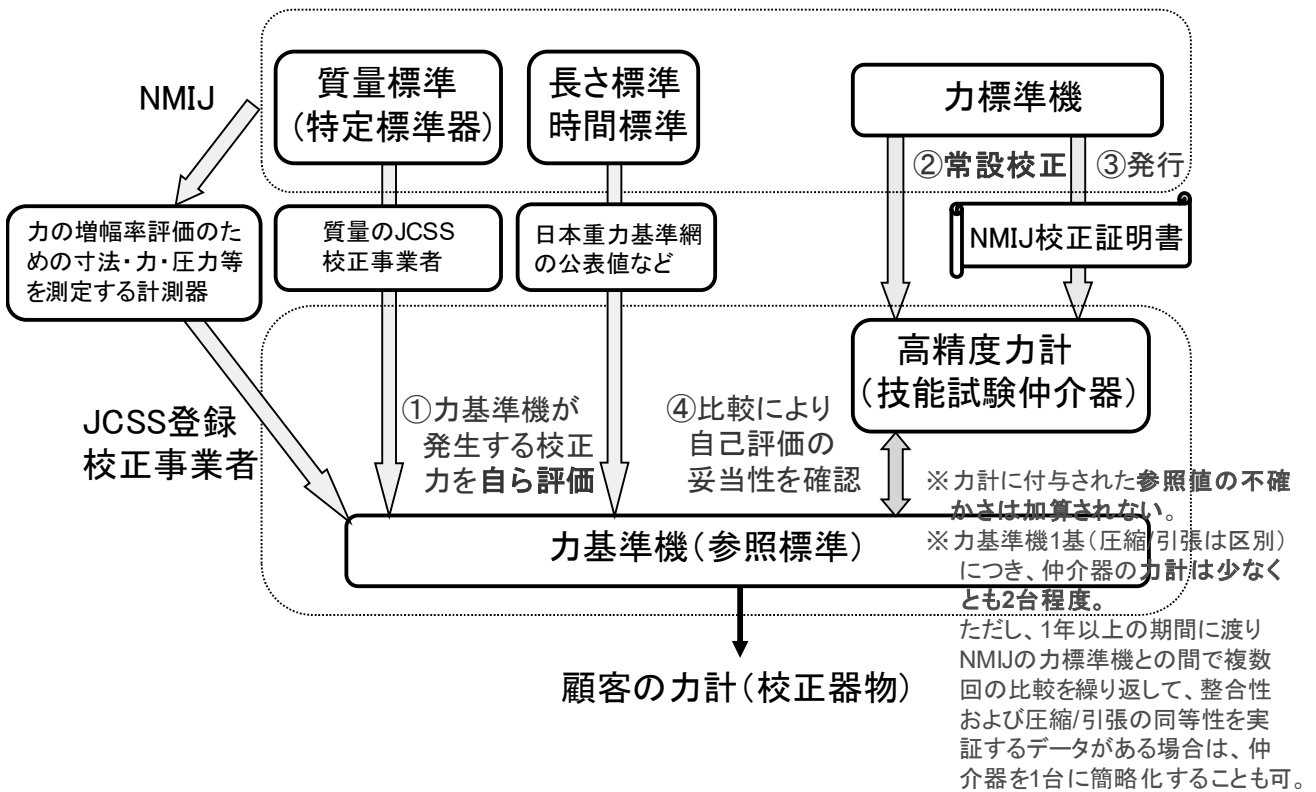 NMIJ
質量標準
(特定標準器)
長さ標準
時間標準
力標準機
②常設校正
③発行
力の増幅率評価のた
めの寸法・力・圧力等
を測定する計測器
質量のJCSS
校正事業者
日本重力基準網
の公表値など
NMIJ校正証明書
高精度力計
(技能試験仲介器)
JCSS登録
校正事業者
①力基準機が
発生する校正
力を自ら評価
④比較により
自己評価の
妥当性を確認
力基準機(参照標準)
※力計に付与された参照値の不確
かさは加算されない。
※力基準機1基(圧縮/引張は区別)
につき、仲介器の力計は少なく
とも2台程度。
ただし、1年以上の期間に渡り
NMIJの力標準機との間で複数
回の比較を繰り返して、整合性
および圧縮/引張の同等性を実
証するデータがある場合は、仲
介器を1台に簡略化することも可。
顧客の力計(校正器物)